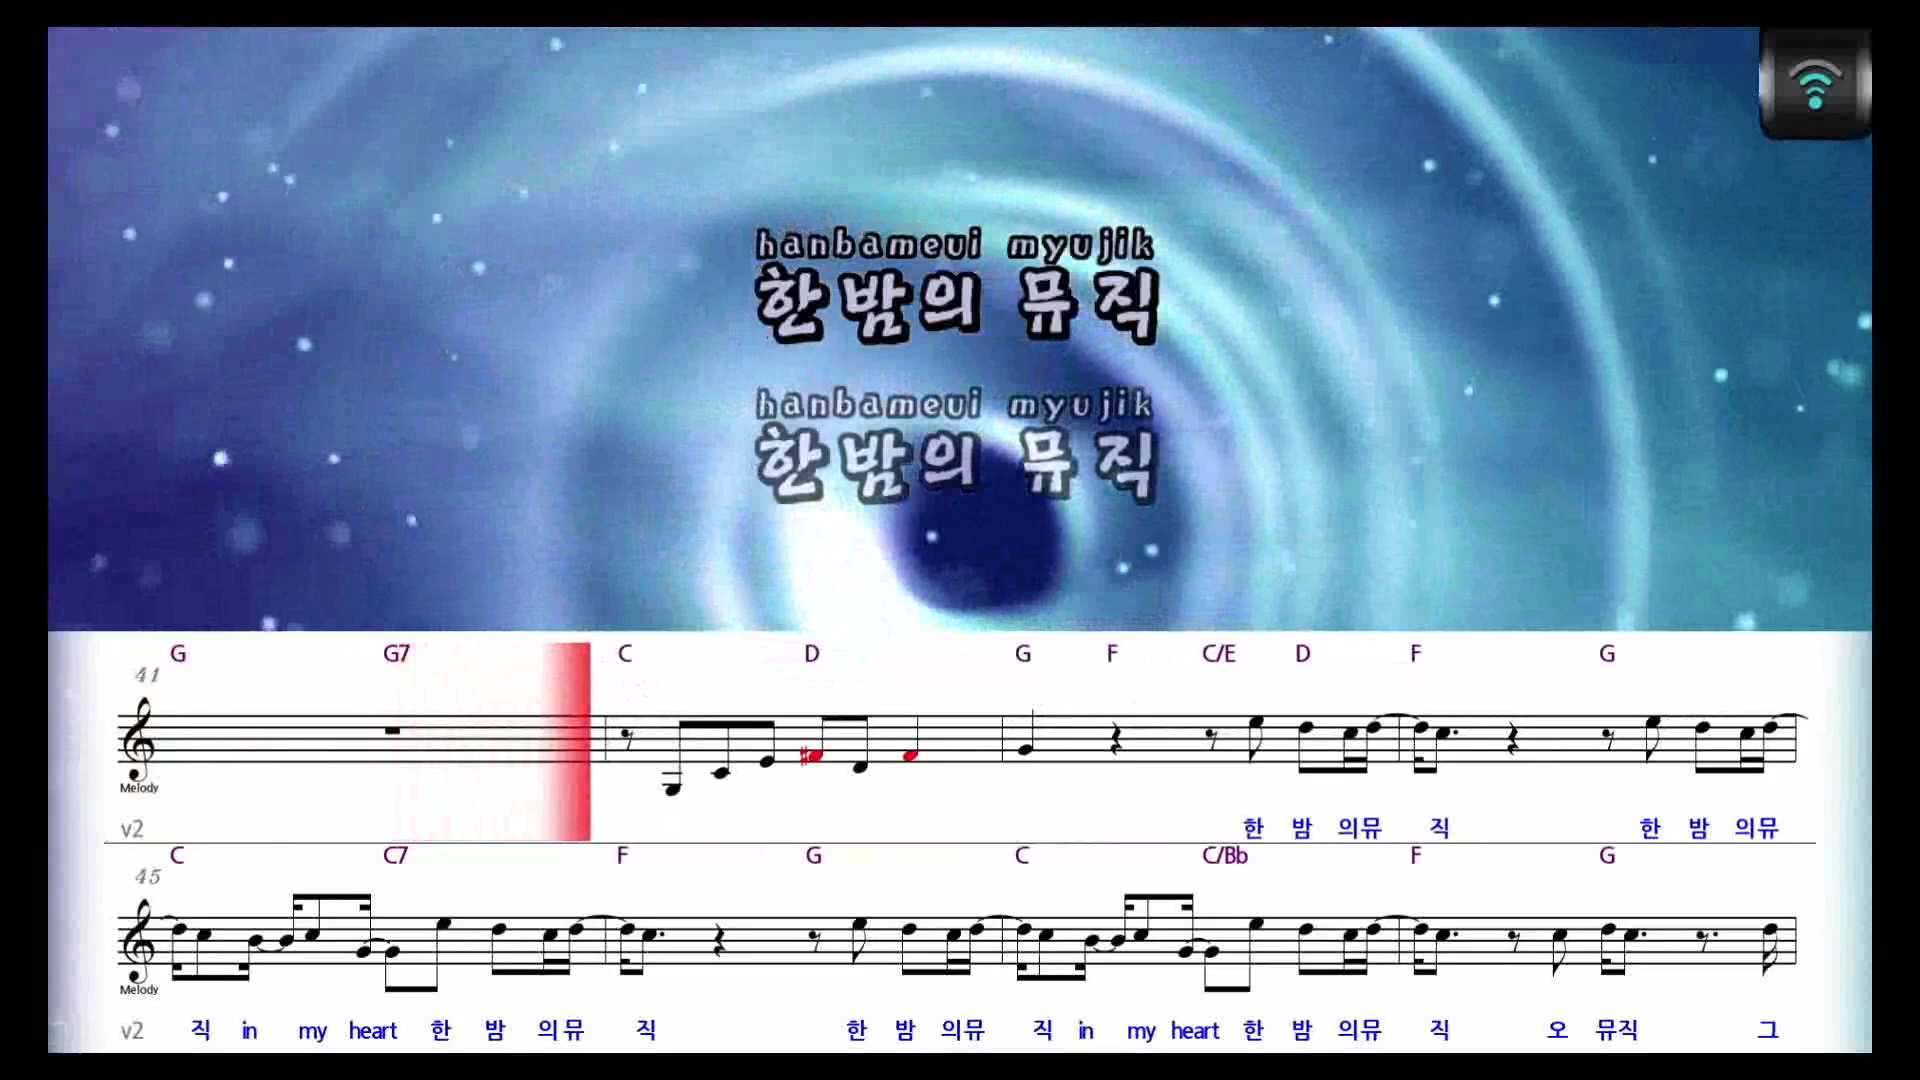 hanbameui myujik
한밤의 뮤직
hanbameui myujik
한밤의 뮤직
G G7 C D G F C/E D F G
41
Melody
v2 한 밤 의뮤 직 한 밤 의뮤
C C7 F G C C/Bb F G
45
Melody
v2 직 in my heart 한 밤 의뮤 직 한 밤 의뮤 직 in my heart 한 밤 의뮤 직 오 뮤직 그